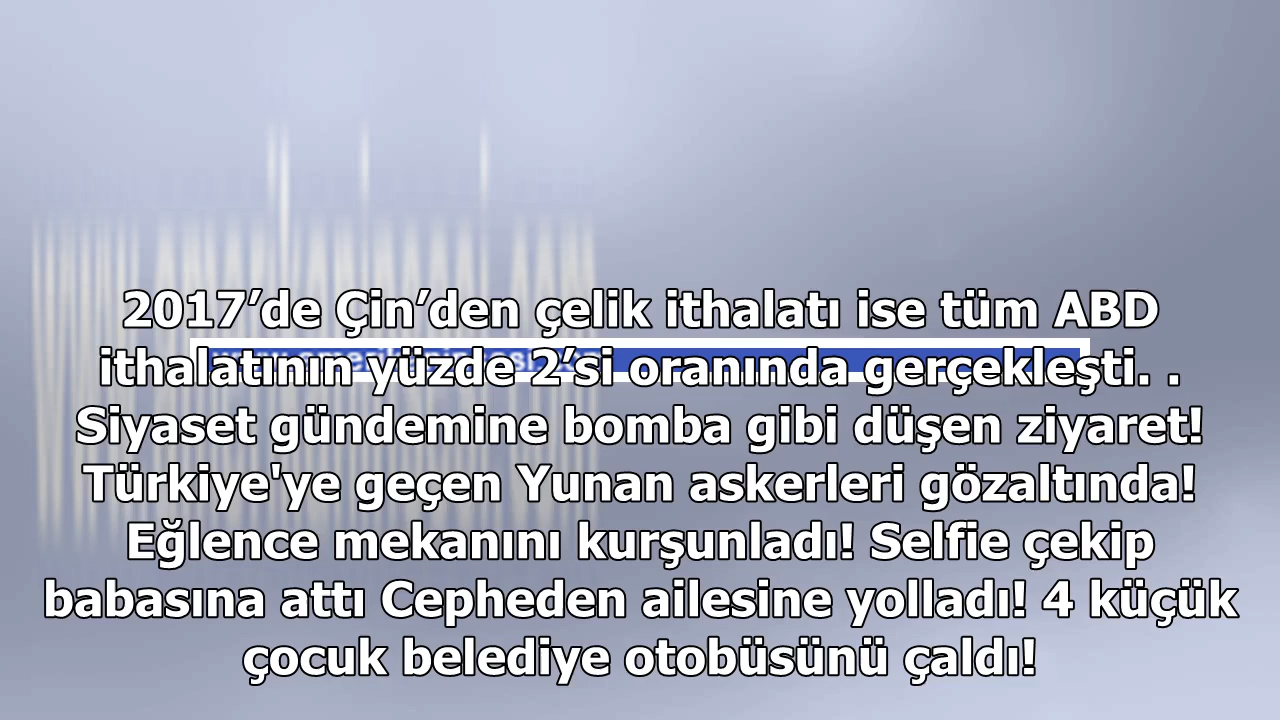 2017’de Çin’den çelik ithalatı ise tüm ABD
ithalatının yüzde 2’si oranında gerçekleşti. .
Siyaset gündemine bomba gibi düşen ziyaret!
Türkiye'ye geçen Yunan askerleri gözaltında!
Eğlence mekanını kurşunladı! Selfie çekip
babasına attı Cepheden ailesine yolladı! 4 küçük
çocuk belediye otobüsünü çaldı!